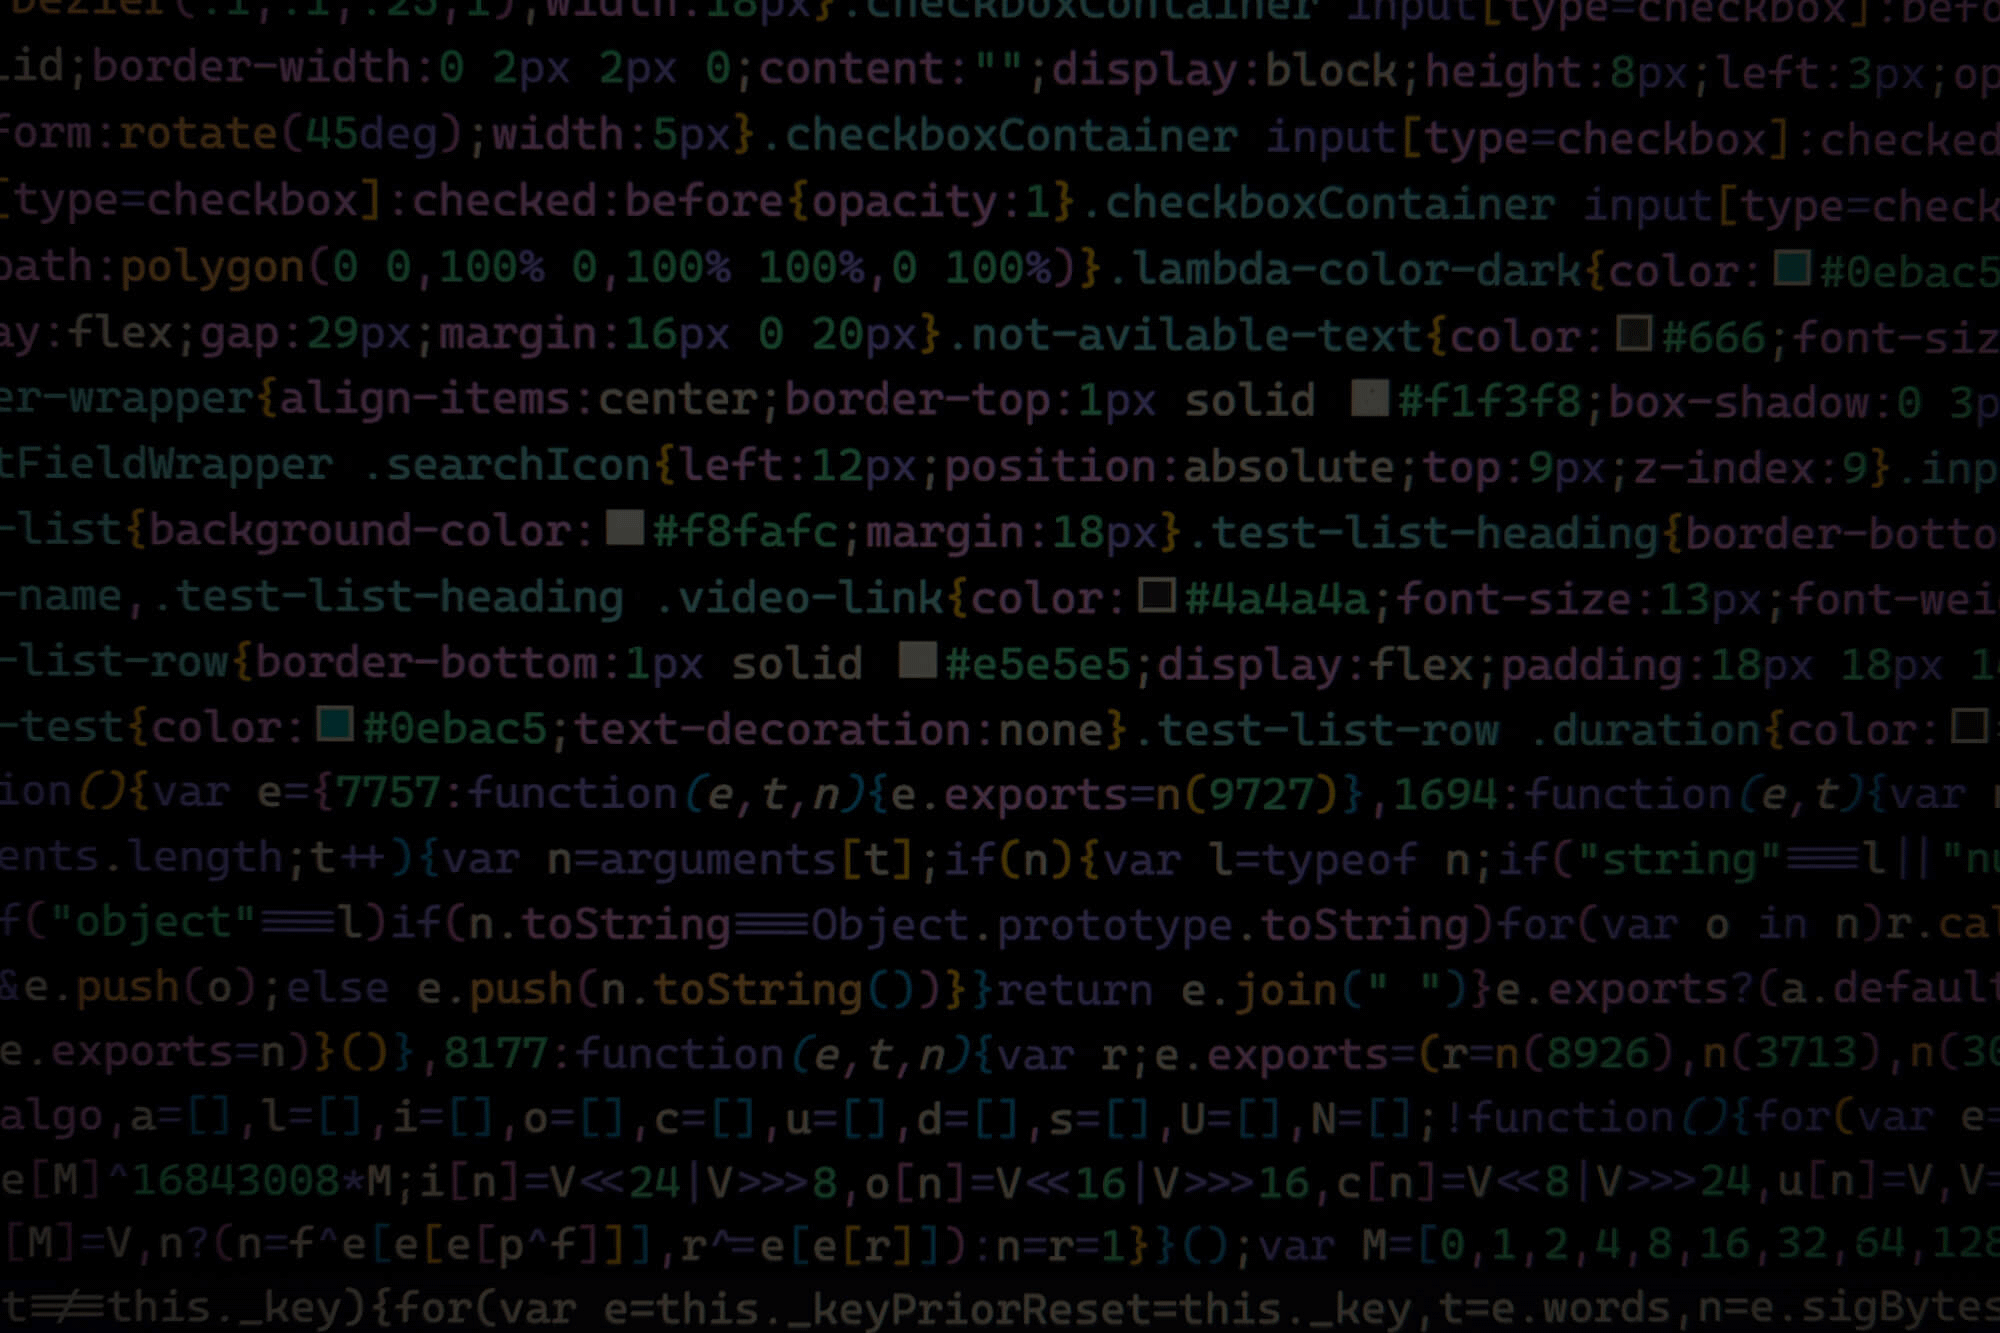 Bezier(.1,.1,.25,1);width:18px}.checkboxContainer input[type=checkbox]:befo
lid;border-width:0 2px 2px 0;content:"";display:block;height:8px;left:3px;op
form:rotate(45deg);width:5px}.checkboxContainer input[type=checkbox]:checked
[type=checkbox]:checked:before{opacity:1}.checkboxContainer input[type=check
path:polygon(0 0,100% 0,100% 100%,0 100%)}.lambda-color-dark{color:#0ebac5
ay:flex;gap:29px;margin:16px 0 20px}.not-avilable-text{color:#666;font-siz
er-wrapper{align-items:center;border-top:1px solid #f1f3f8;box-shadow:0 3p
tFieldWrapper .searchIcon{left:12px;position:absolute;top:9px;z-index:9}.inp
-list{background-color:#f8fafc;margin:18px}.test-list-heading{border-botto
-name,.test-list-heading .video-link{color:#4a4a4a;font-size:13px;font-wei
-list-row{border-bottom:1px solid #e5e5e5;display:flex;padding:18px 18px 1
-test{color:#0ebac5;text-decoration:none}.test-list-row .duration{color:
ion(){var e={7757:function(e,t,n){e.exports=n(9727)},1694:function(e,t){var
ents.length;t++){var n=arguments[t];if(n){var l=typeof n;if("string"===l||"nu
f("object"===l)if(n.toString===Object.prototype.toString)for(var o in n)r.cal
&e.push(o);else e.push(n.toString())}}return e.join(" ")}e.exports?(a.default
e.exports=n)}()},8177:function(e,t,n){var r;e.exports=(r=n(8926),n(3713),n(30
algo,a=[],l=[],i=[],o=[],c=[],u=[],d=[],s=[],U=[],N=[];!function(){for(var e=
e[M]^16843008*M;i[n]=V<<24|V>>>8,o[n]=V<<16|V>>>16,c[n]=V<<8|V>>>24,u[n]=V,V=
[M]=V,n?(n=f^e[e[e[p^f]]],r^=e[e[r]]):n=r=1}}();var M=[0,1,2,4,8,16,32,64,128
t!==this._key){for(var e=this._keyPriorReset=this._key,t=e.words,n=e.sigBytes